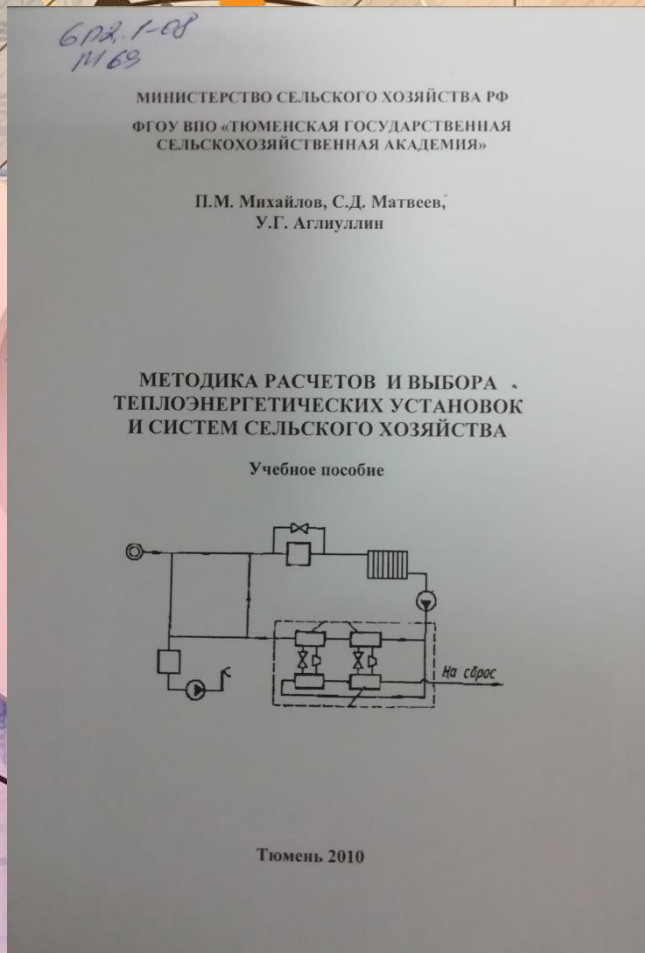 6П2.1-08
М69
МИНИСТЕРСТВО СЕЛЬСКОГО ХОЗЯЙСТВА РФ
ФГОУ ВПО «ТЮМЕНСКАЯ ГОСУДАРСТВЕННАЯ
СЕЛЬСКОХОЗЯЙСТВЕННАЯ АКАДЕМИЯ»
П.М. Михайлов, С.Д. Матвеев,
У.Г. Аглиуллин
МЕТОДИКА РАСЧЕТОВ И ВЫБОРА
ТЕПЛОЭНЕРГЕТИЧЕСКИХ УСТАНОВОК
И СИСТЕМ СЕЛЬСКОГО ХОЗЯЙСТВА
Учебное пособие
На сброс
Тюмень 2010